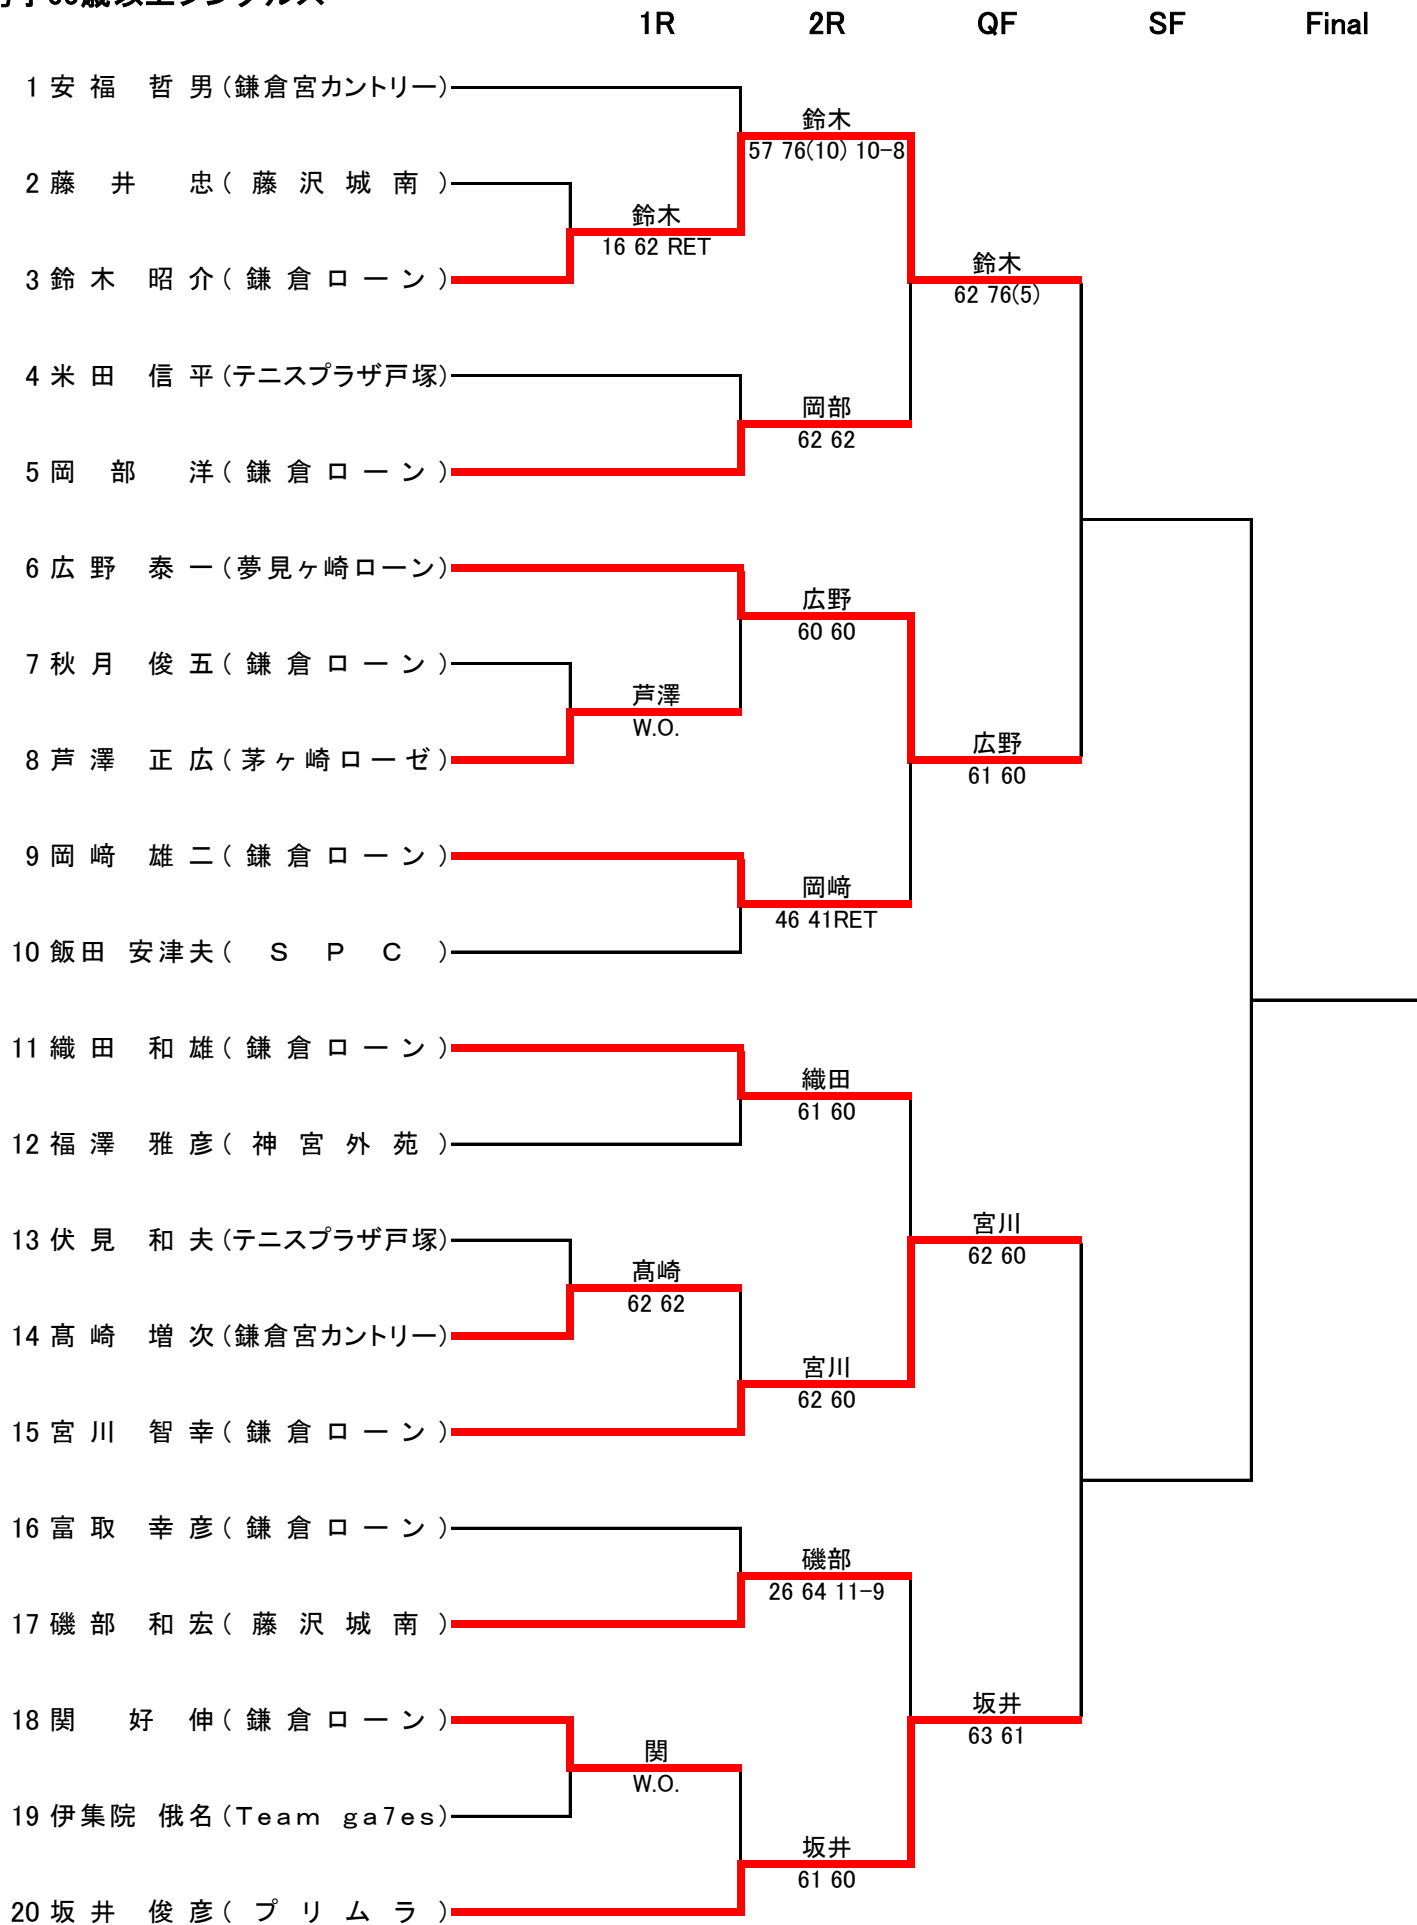 歳以上シングルス
1R 2R QF SF Final
1 安福 哲男(鎌倉宮カントリー)
鈴木
57 76(10) 10-8
2 藤井 忠(藤沢城南)
鈴木
16 62 RET
3 鈴木 昭介(鎌倉ローン)
鈴木
62 76(5)
4 米田 信平(テニスプラザ戸塚)
岡部
62 62
5 岡部 洋(鎌倉ローン)
6 広野 泰一(夢見ヶ崎ローン)
広野
60 60
7 秋月 俊五(鎌倉ローン)
芦澤
W.O.
8 芦澤 正広(茅ヶ崎ローゼ)
広野
61 60
9 岡﨑 雄二(鎌倉ローン)
岡﨑
46 41RET
10 飯田 安津夫(SPC)
11 織田 和雄(鎌倉ローン)
織田
61 60
12 福澤 雅彦(神宮外苑)
13 伏見 和夫(テニスプラザ戸塚)
宮川
62 60
髙崎
62 62
14 髙崎 増次(鎌倉宮カントリー)
宮川
62 60
15 宮川 智幸(鎌倉ローン)
16 富取 幸彦(鎌倉ローン)
磯部
26 64 11-9
17 磯部 和宏(藤沢城南)
18 関 好伸(鎌倉ローン)
坂井
63 61
関
W.O.
19 伊集院 俄名(Team ga7es)
坂井
61 60
20 坂井 俊彦(プリムラ)